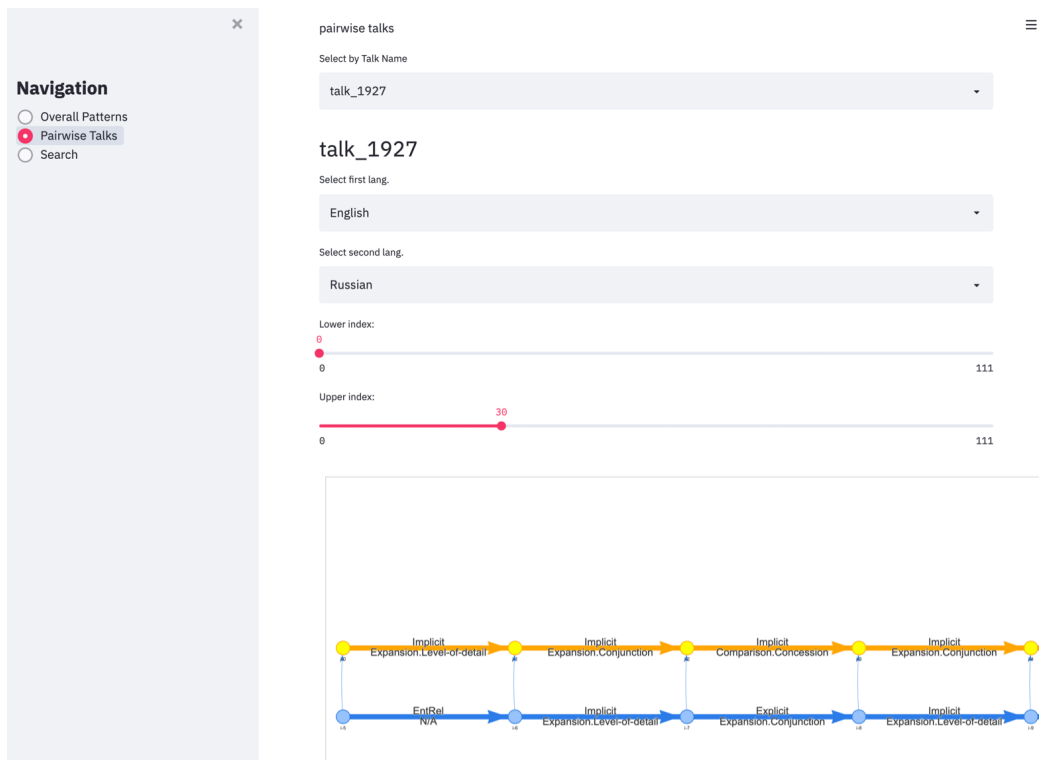 ×
Navigation
Overall Patterns
Pairwise Talks
Search
pairwise talks
Select by Talk Name
talk_1927
talk_1927
Select first lang.
English
Select second lang.
Russian
Lower index:
0
0 111
Upper index:
30
0 111
Implicit Implicit Implicit Implicit
Expansion.Level-of-detail Expansion.Conjunction Comparison.Concession Expansion.Conjunction
EntRel Implicit Explicit Implicit
N/A Expansion.Level-of-detail Expansion.Conjunction Expansion.Level-of-detail